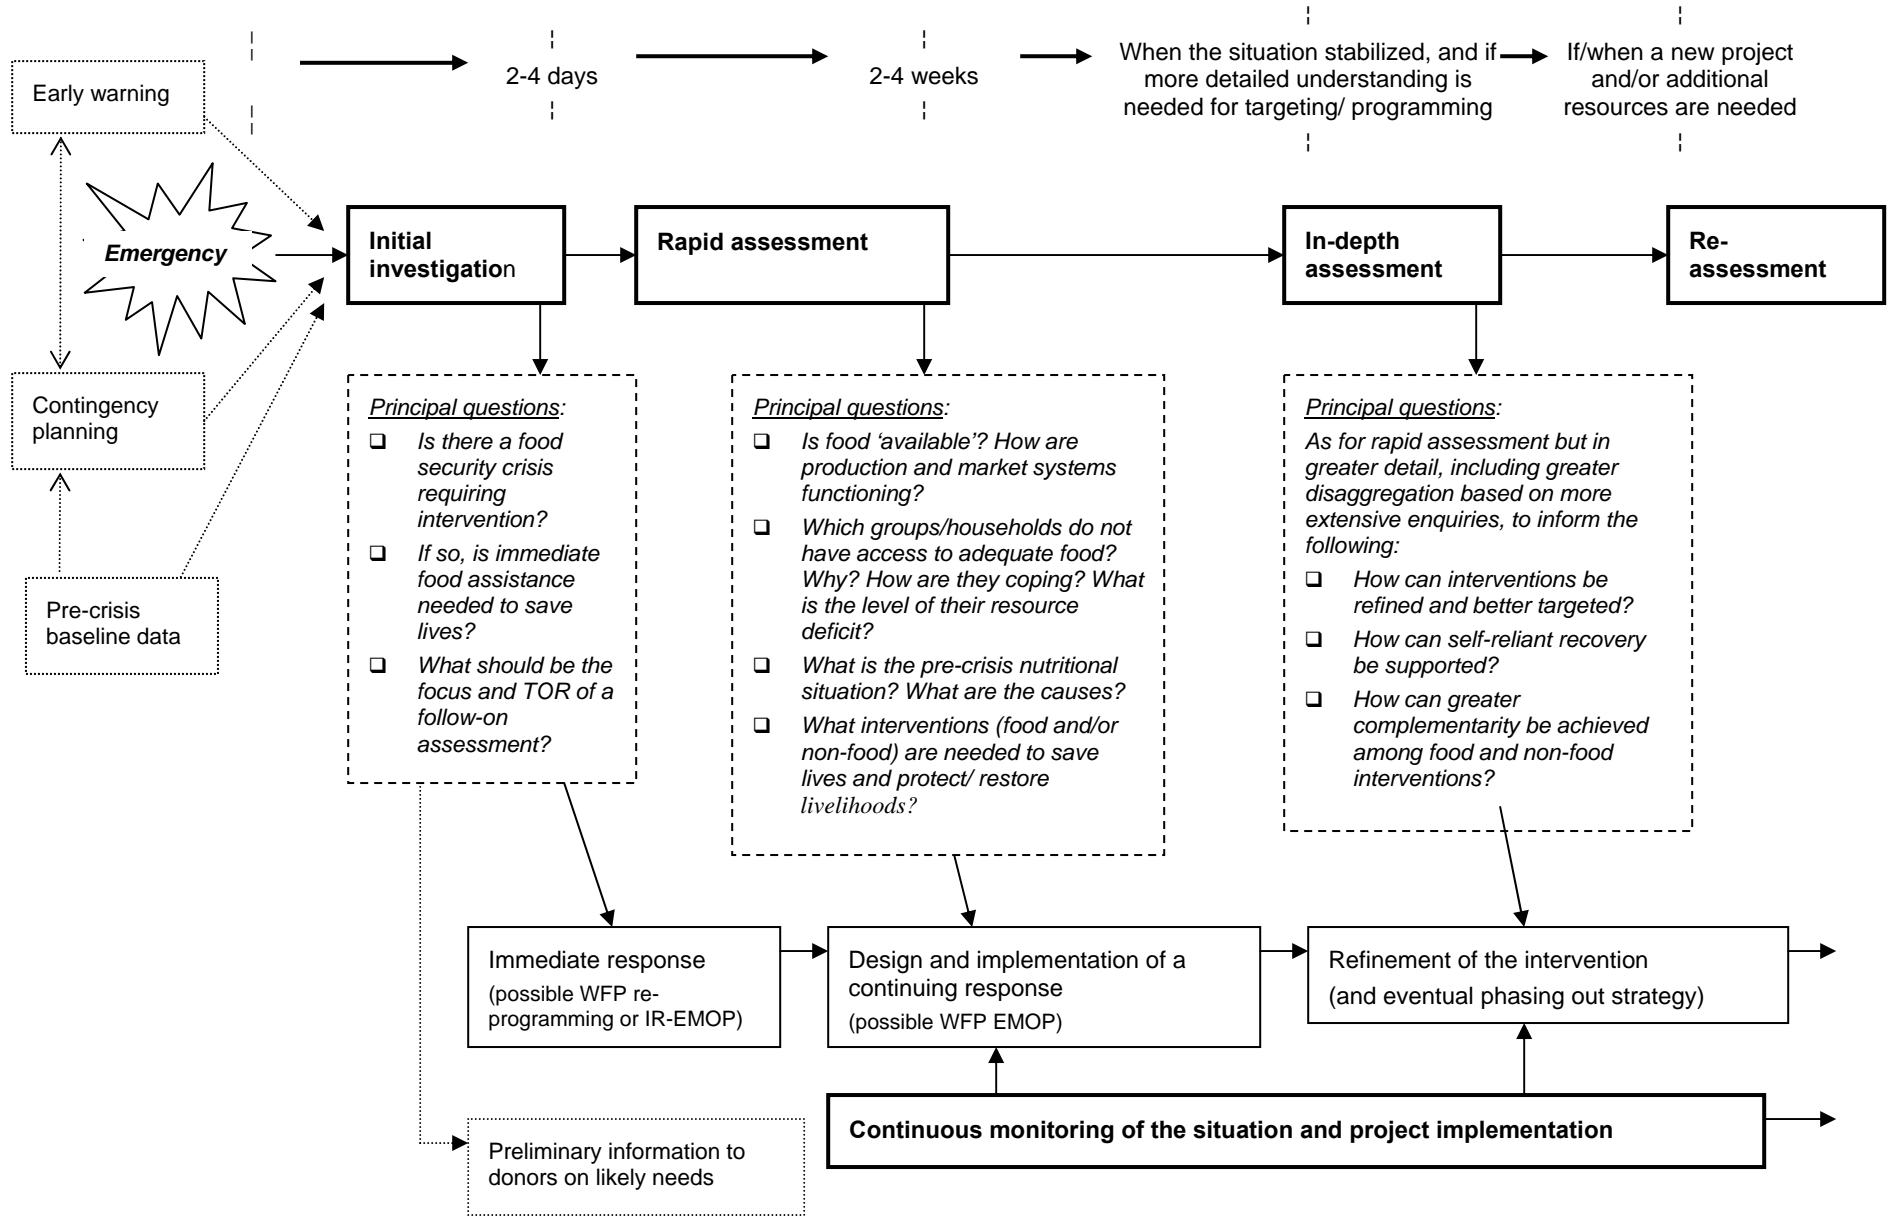 2-4 days
2-4 weeks
When the situation stabilized, and if
more detailed understanding is
needed for targeting/ programming
If/when a new project
and/or additional
resources are needed
Early warning
Emergency
Contingency
planning
Pre-crisis
baseline data
Initial
investigation
Rapid assessment
In-depth
assessment
Re-
assessment
Principal questions:
❑ Is there a food
security crisis
requiring
intervention?
❑ If so, is immediate
food assistance
needed to save
lives?
❑ What should be the
focus and TOR of a
follow-on
assessment?
Principal questions:
❑ Is food ‘available’? How are
production and market systems
functioning?
❑ Which groups/households do not
have access to adequate food?
Why? How are they coping? What
is the level of their resource
deficit?
❑ What is the pre-crisis nutritional
situation? What are the causes?
❑ What interventions (food and/or
non-food) are needed to save
lives and protect/ restore
livelihoods?
Principal questions:
As for rapid assessment but in
greater detail, including greater
disaggregation based on more
extensive enquiries, to inform the
following:
❑ How can interventions be
refined and better targeted?
❑ How can self-reliant recovery
be supported?
❑ How can greater
complementarity be achieved
among food and non-food
interventions?
Immediate response
(possible WFP re-
programming or IR-EMOP)
Design and implementation of a
continuing response
(possible WFP EMOP)
Refinement of the intervention
(and eventual phasing out strategy)
Continuous monitoring of the situation and project implementation
Preliminary information to
donors on likely needs